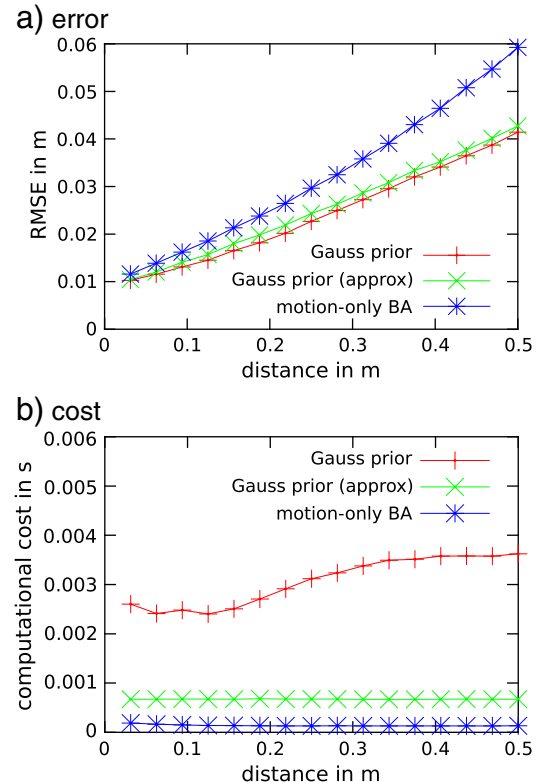 a) error
RMSE in m
0.06
0.05
0.04
0.03
0.02
0.01
0
Gauss prior
Gauss prior (approx)
motion-only BA
0 0.1 0.2 0.3 0.4 0.5
distance in m
b) cost
computational cost in s
0.006
0.005
0.004
0.003
0.002
0.001
0
Gauss prior
Gauss prior (approx)
motion-only BA
0 0.1 0.2 0.3 0.4 0.5
distance in m